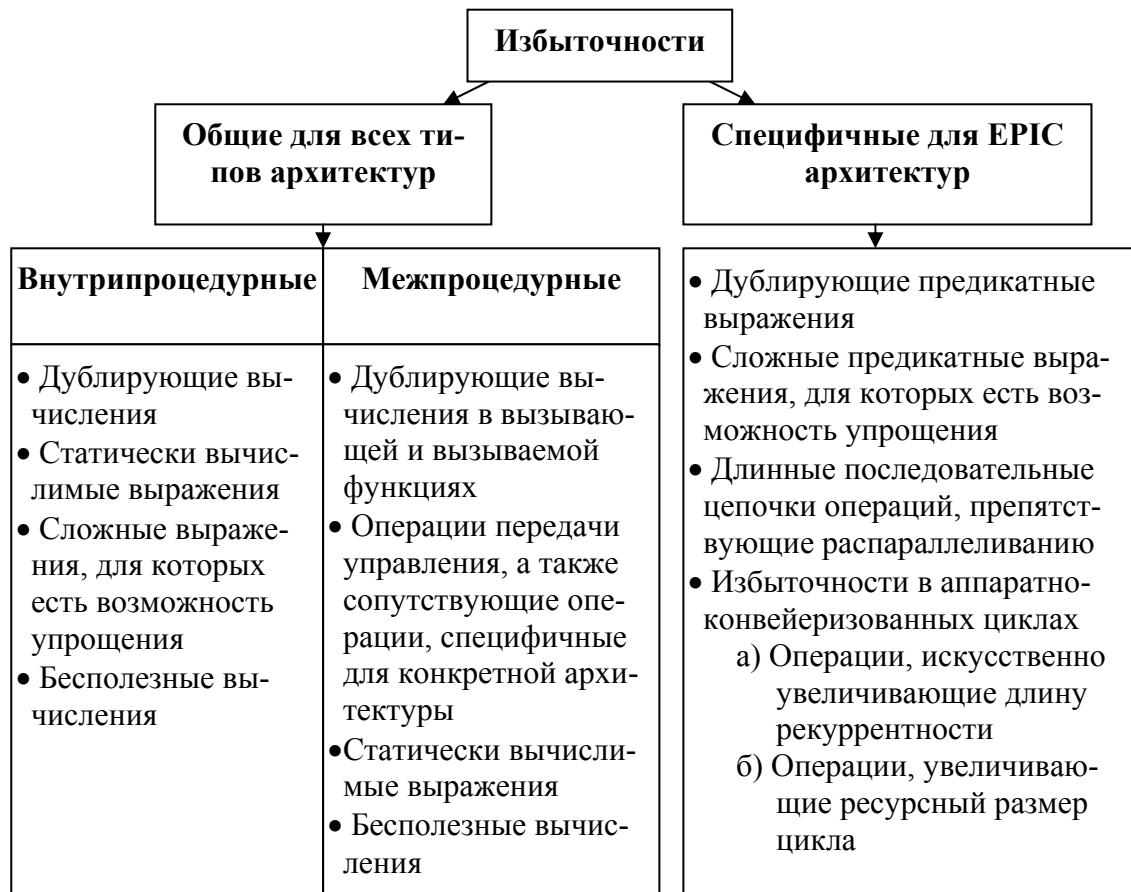 Избыточности
Общие для всех ти-
пов архитектур
Специфичные для EPIC
архитектур
Внутрипроцедурные
• Дублирующие вы-
числения
• Статически вычис-
лимые выражения
• Сложные выраже-
ния, для которых
есть возможность
упрощения
• Бесполезные вы-
числения
Межпроцедурные
• Дублирующие вы-
числения в вызываю-
щей и вызываемой
функциях
• Операции передачи
управления, а также
сопутствующие опе-
рации, специфичные
для конкретной архи-
тектуры
•Статически вычисли-
мые выражения
• Бесполезные вычис-
ления
• Дублирующие предикатные
выражения
• Сложные предикатные выра-
жения, для которых есть воз-
можность упрощения
• Длинные последовательные
цепочки операций, препятст-
вующие распараллеливанию
• Избыточности в аппаратно-
конвейеризованных циклах
а) Операции, искусственно
увеличивающие длину
рекуррентности
б) Операции, увеличиваю-
щие ресурсный размер
цикла